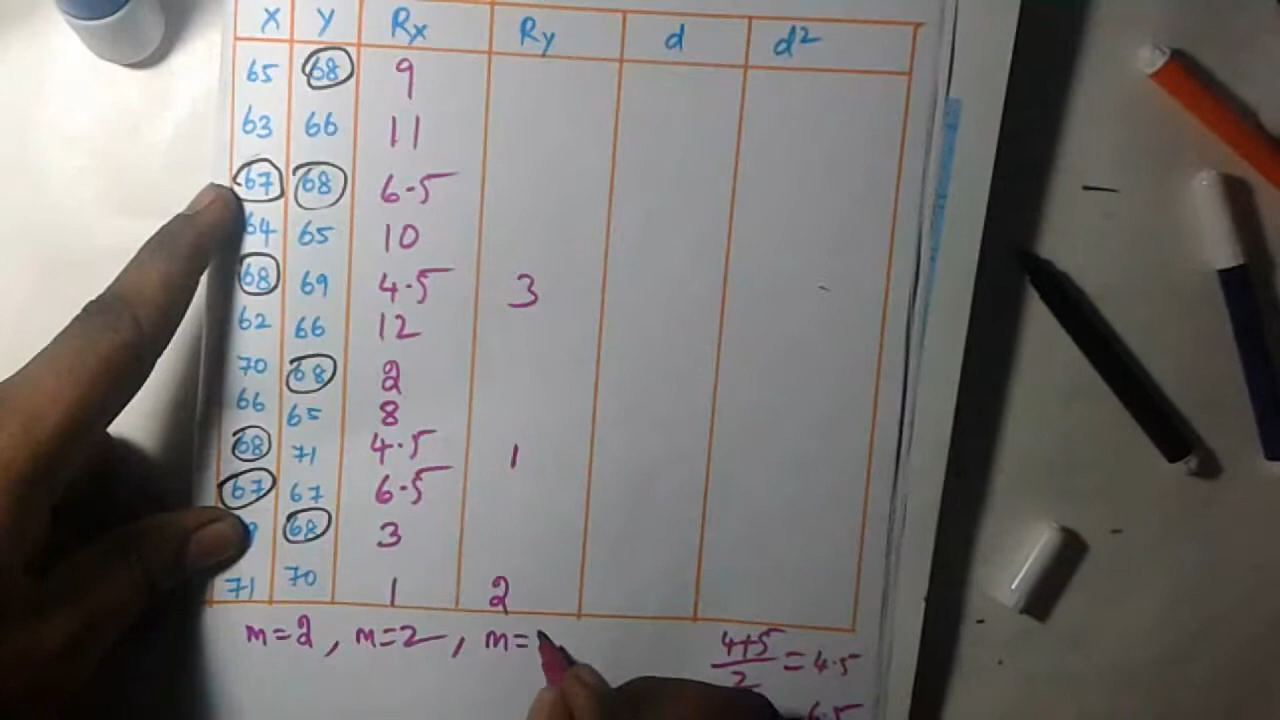 X Y Rx Ry d d²
65 68 9
63 66 11
67 68 6.5
64 65 10
68 69 4.5 3
62 66 12
70 68 2
66 65 8
68 71 4.5 1
67 67 6.5
68 3
71 70 1 2
m=2, m=2, m=
4+5/2 = 4.5
6.5